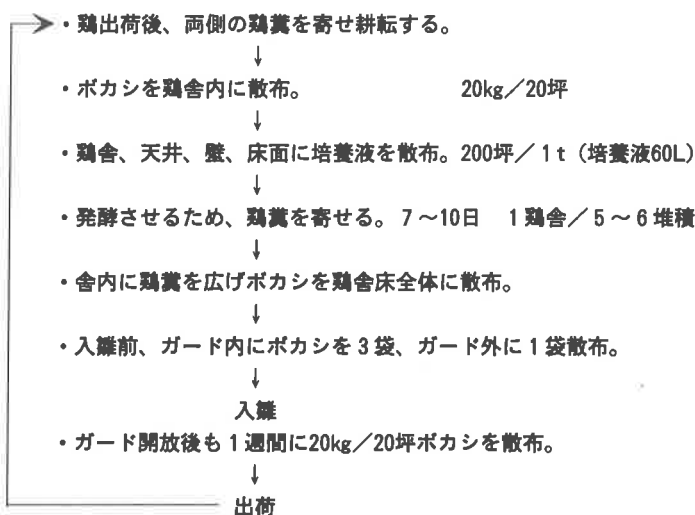 ・鶏出荷後、両側の鶏糞を寄せ耕転する。
↓
・ボカシを鶏舎内に散布。 20kg／20坪
↓
・鶏舎、天井、壁、床面に培養液を散布。200坪／1t（培養液60L）
↓
・発酵させるため、鶏糞を寄せる。7～10日 1鶏舎／5～6堆積
↓
・舎内に鶏糞を広げボカシを鶏舎床全体に散布。
↓
・入雛前、ガード内にボカシを3袋、ガード外に1袋散布。
↓
入雛
・ガード開放後も1週間に20kg／20坪ボカシを散布。
↓
出荷